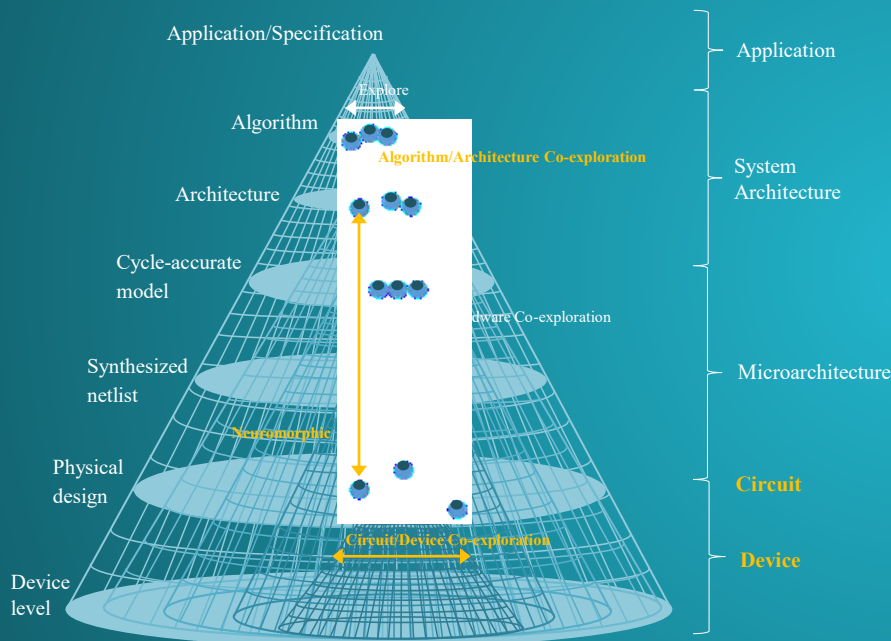 Application/Specification
Explore
Application
Algorithm
Algorithm/Architecture Co-exploration
System
Architecture
Architecture
Cycle-accurate
model
dware Co-exploration
Synthesized
netlist
Microarchitecture
Neuromorphic
Physical
design
Circuit
Circuit/Device Co-exploration
Device
Device
level